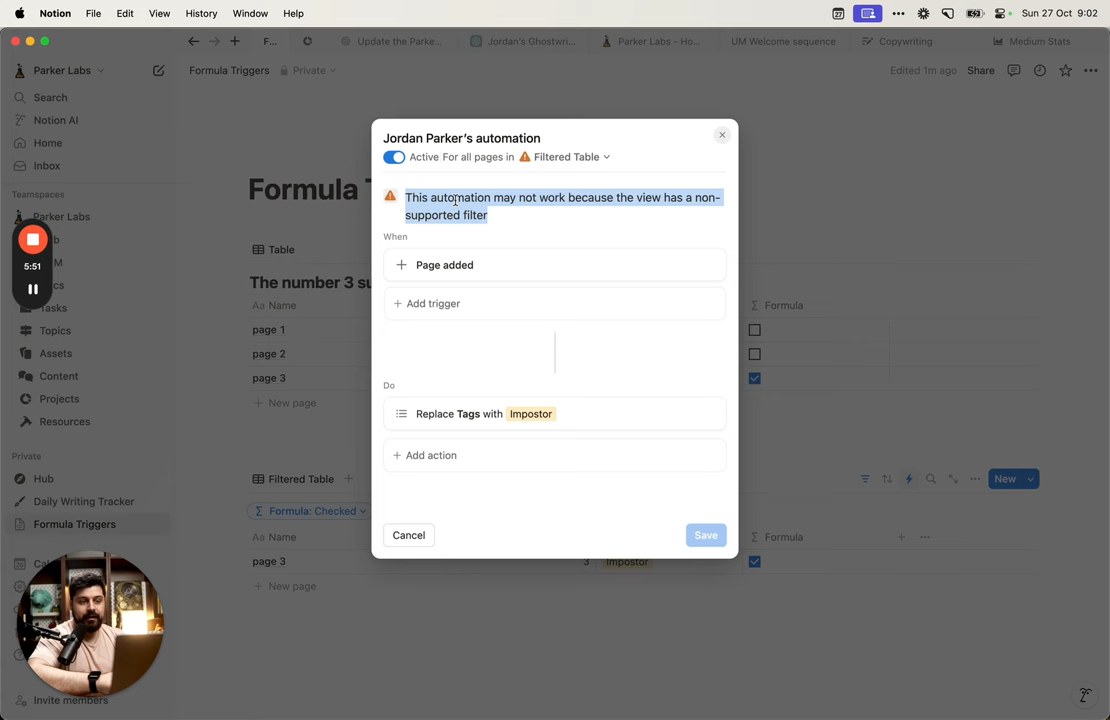 Notion File Edit View History Window Help
27
Sun 27 Oct 9:02
F...
Update the Parke...
Jordan's Ghostwri...
Parker Labs - Ho...
UM Welcome sequence
Copywriting
Medium Stats
Parker Labs
Formula Triggers Private
Edited 1m ago Share
Search
Notion AI
Home
Inbox
Teamspaces
Parker Labs
5:51
Tasks
Topics
Assets
Content
Projects
Resources
Private
Hub
Daily Writing Tracker
Formula Triggers
Invite members
Formula T
Table
The number 3 su
Aa Name
Formula
page 1
page 2
page 3
+ New page
Filtered Table +
New
Formula: Checked
Aa Name
Formula
page 3
3
Impostor
+ New page
Jordan Parker's automation
Active For all pages in Filtered Table
This automation may not work because the view has a non-
supported filter
When
+ Page added
+ Add trigger
Do
Replace Tags with Impostor
+ Add action
Cancel
Save